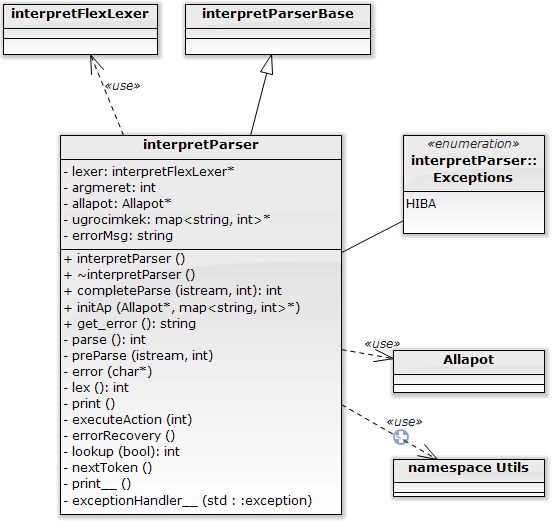 interpretFlexLexer
interpretParserBase
«use»
interpretParser
- lexer: interpretFlexLexer*
- argmeret: int
- allapot: Allapot*
- ugrocimkek: map<string, int>*
- errorMsg: string
+ interpretParser ()
+ ~interpretParser ()
+ completeParse (istream, int): int
+ initAp (Allapot*, map<string, int>*)
+ get_error (): string
- parse (): int
- preParse (istream, int)
- error (char*)
- lex (): int
- print ()
- executeAction (int)
- errorRecovery ()
- lookup (bool): int
- nextToken ()
- print__ ()
- exceptionHandler__ (std : :exception)
«enumeration»
interpretParser::
Exceptions
HIBA
«use»
Allapot
«use»
namespace Utils